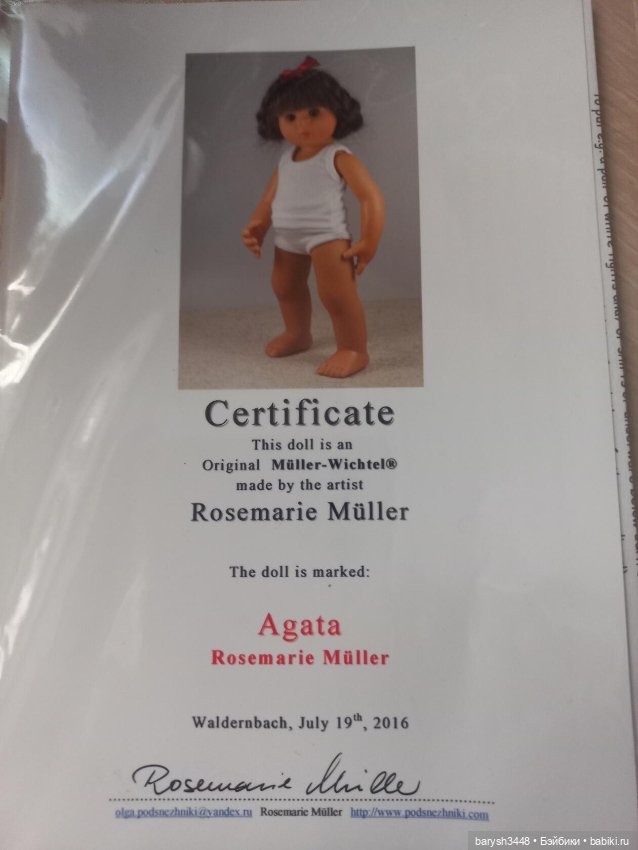 Certificate
This doll is an
Original Müller-Wichtel®
made by the artist
Rosemarie Müller
The doll is marked:
Agata
Rosemarie Müller
Waldernbach, July 19th, 2016
Rosemarie Müller
olga.podsnezhniki@yandex.ru Rosemarie Müller http://www.podsnezhniki.com
barysh3448 • Бэйбики • babiki.ru